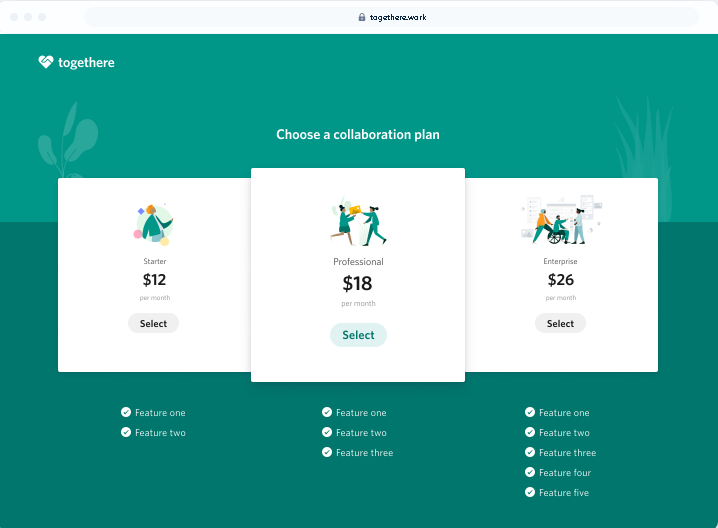 tagethere.wark
togethere
Choose a collaboration plan
Starter
$12
per month
Select
Professional
$18
per month
Select
Enterprise
$26
per month
Select
Feature one
Feature two
Feature one
Feature two
Feature three
Feature one
Feature two
Feature three
Feature four
Feature five